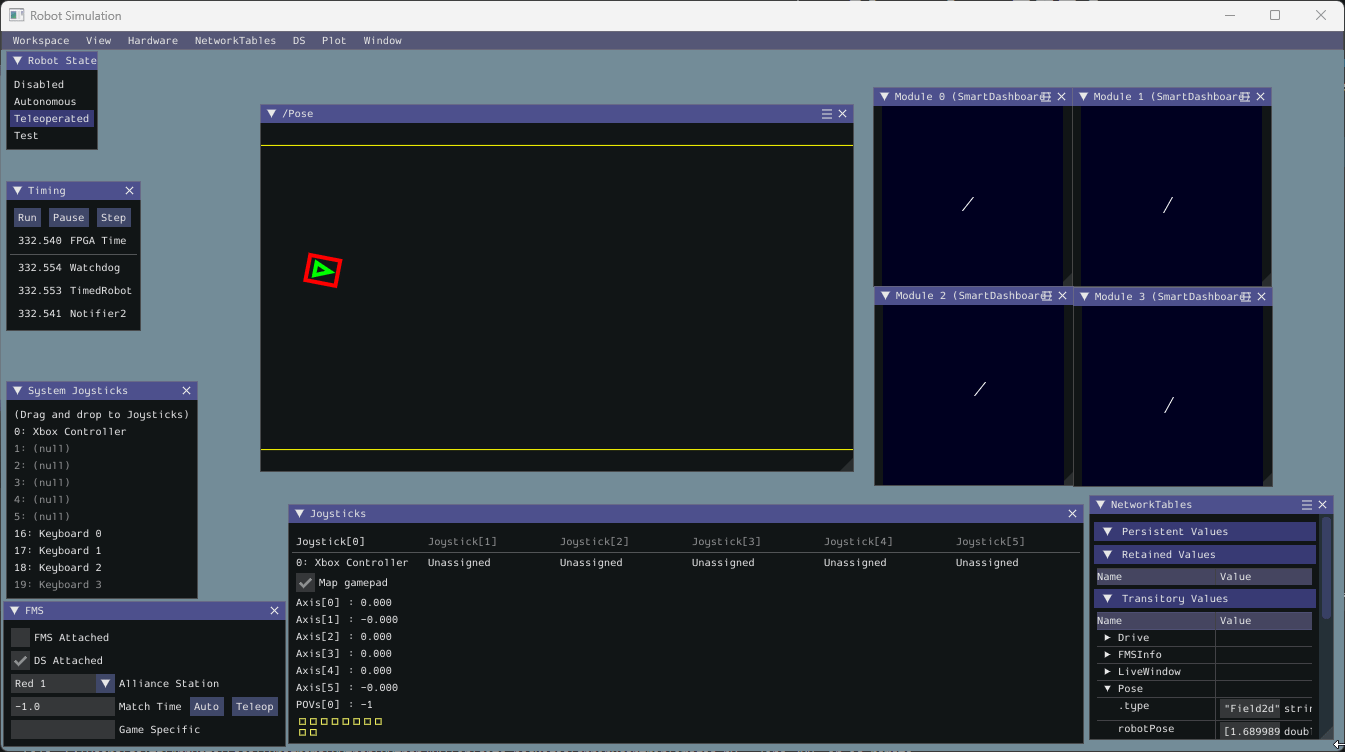 Robot Simulation
Workspace View Hardware NetworkTables DS Plot Window
Robot State
Disabled
Autonomous
Teleoperated
Test
Timing
Run Pause Step
332.540 FPGA Time
332.554 Watchdog
332.553 TimedRobot
332.541 Notifier2
System Joysticks
(Drag and drop to Joysticks)
0: Xbox Controller
1: (null)
2: (null)
3: (null)
4: (null)
5: (null)
16: Keyboard 0
17: Keyboard 1
18: Keyboard 2
19: Keyboard 3
FMS
FMS Attached
DS Attached
Red 1 Alliance Station
-1.0 Match Time Auto Teleop
Game Specific
/Pose
Module 0 (SmartDashboar
Module 1 (SmartDashboar
Module 2 (SmartDashboar
Module 3 (SmartDashboar
Joysticks
Joystick[0] Joystick[1] Joystick[2] Joystick[3] Joystick[4] Joystick[5]
0: Xbox Controller Unassigned Unassigned Unassigned Unassigned Unassigned
Map gamepad
Axis[0] : 0.000
Axis[1] : -0.000
Axis[2] : 0.000
Axis[3] : 0.000
Axis[4] : 0.000
Axis[5] : -0.000
POVs[0] : -1
NetworkTables
Persistent Values
Retained Values
Name Value
Transitory Values
Name Value
Drive
FMSInfo
LiveWindow
Pose
.type "Field2d" strin
robotPose [1.689989 doubl